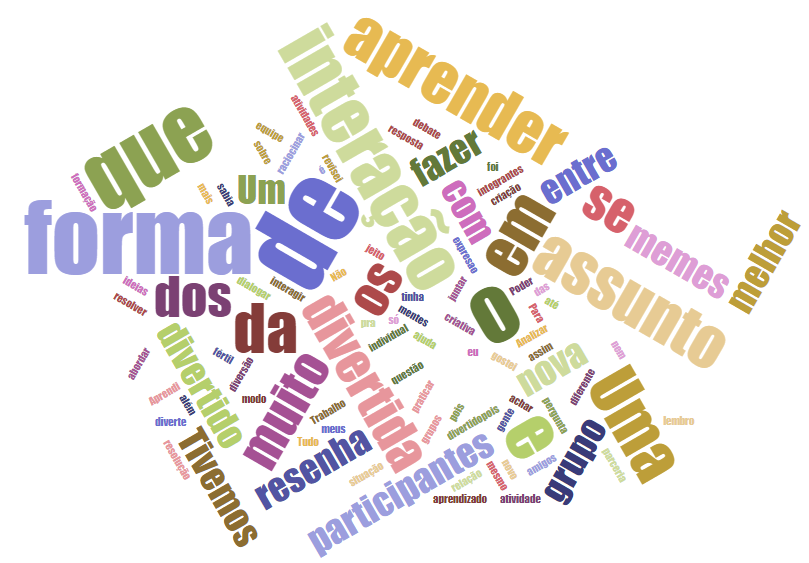 aprender
interação
que
forma
de
Um
fazer
com
em
entre
se
memes
melhor
assunto
os
o
dos
da
divertida
divertido
muito
Tivemos
resenha
participantes
e
grupo
Uma
nova
atividades
equipe
sobre
raciocinar
revisei
o
debate
resposta
foi
integrantes
criação
formação
mais
sabia
expresao
jeito
Não
interagir
dialogar
ideias
resolver
tinha
mentes
juntar
Poder
das
até
Para
Analizar
assim
criativa
pra
só
individual
ajuda
eu
gostei
nem
abordar
fértil
diversão
questão
Aprendi
além
modo
diverte
resolução
Trabalho
meus
Tudo
situação
praticar
grupos
pois
divertidopois
gente
achar
pergunta
diferente
lembro
novo
amigos
mesmo
relação
aprendizado
atividade
parceria